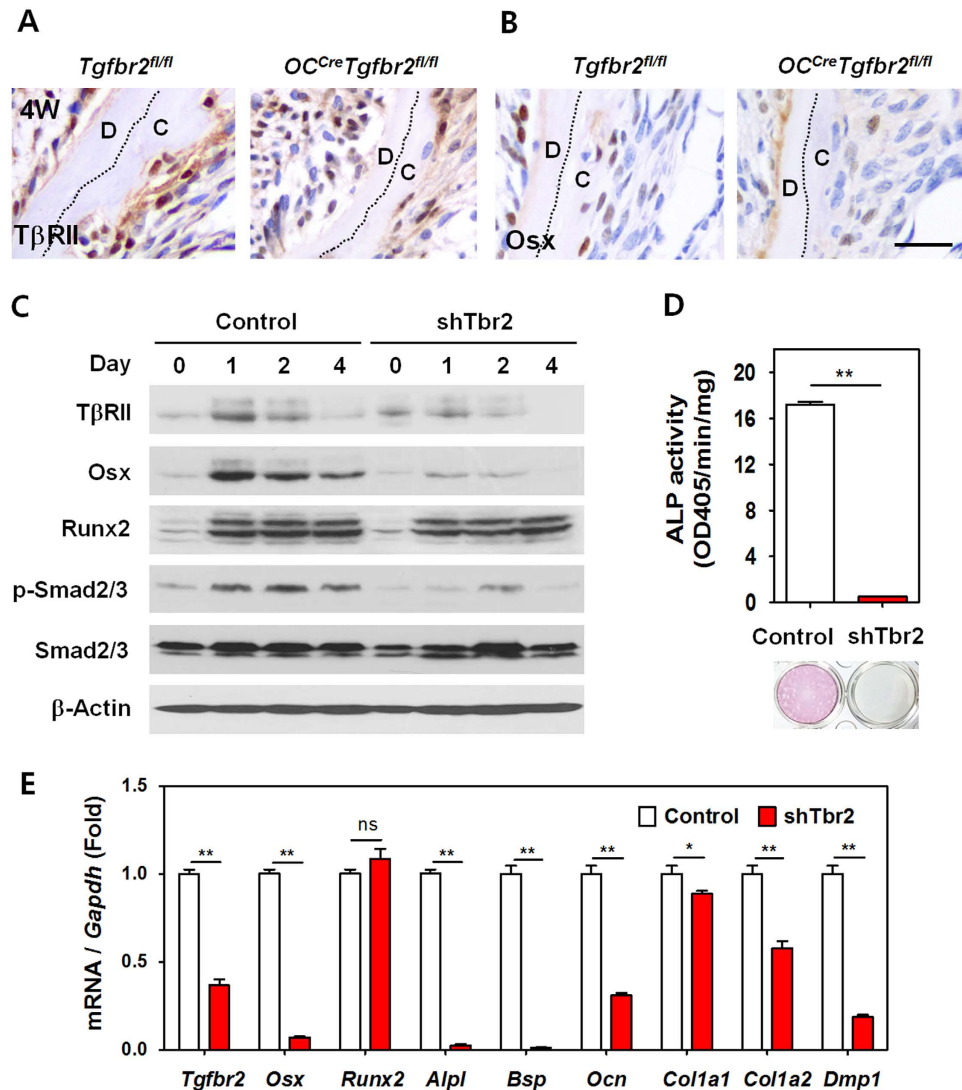 A
B
Tgfbr2fl/fl
OCCreTgfbr2fl/fl
Tgfbr2fl/fl
OCCreTgfbr2fl/fl
4W
D
C
D
C
D
C
D
C
TβRII
Osx
C
D
Control
shTbr2
Day
0
1
2
4
0
1
2
4
TβRII
Osx
Runx2
p-Smad2/3
Smad2/3
β-Actin
ALP activity
(OD405/min/mg)
20
16
12
8
4
0
**
Control
shTbr2
E
mRNA / Gapdh (Fold)
1.5
1.0
0.5
0.0
Control
shTbr2
**
**
ns
**
**
**
*
**
**
Tgfbr2
Osx
Runx2
Alpl
Bsp
Ocn
Col1a1
Col1a2
Dmp1